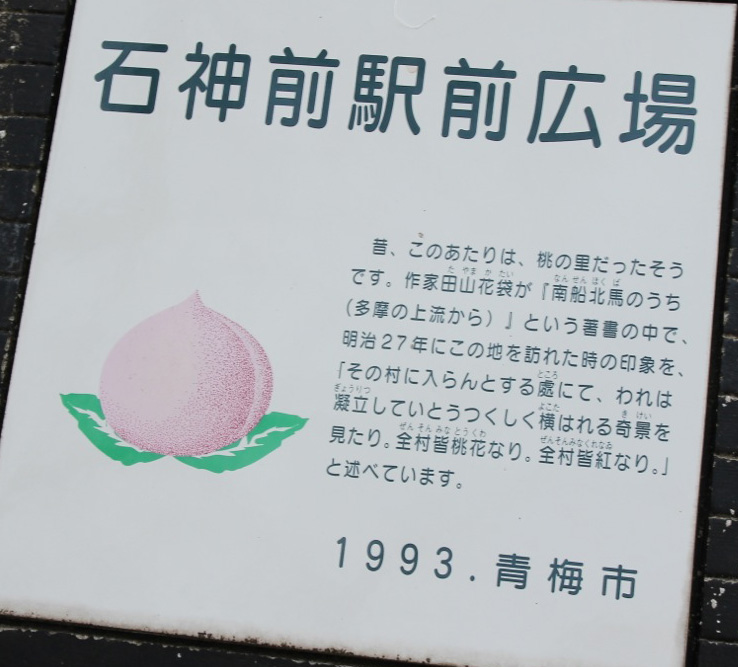 石神前駅前広場
昔、このあたりは、桃の里だったそう
です。作家田山花袋が『南船北馬のうち
(多摩の上流から)』という著書の中で、
明治27年にこの地を訪れた時の印象を、
「その村に入らんとする處にて、われは
凝立していとうつくしく横はれる奇景を
見たり。全村皆桃花なり。全村皆紅なり。」
と述べています。
1993.青梅市